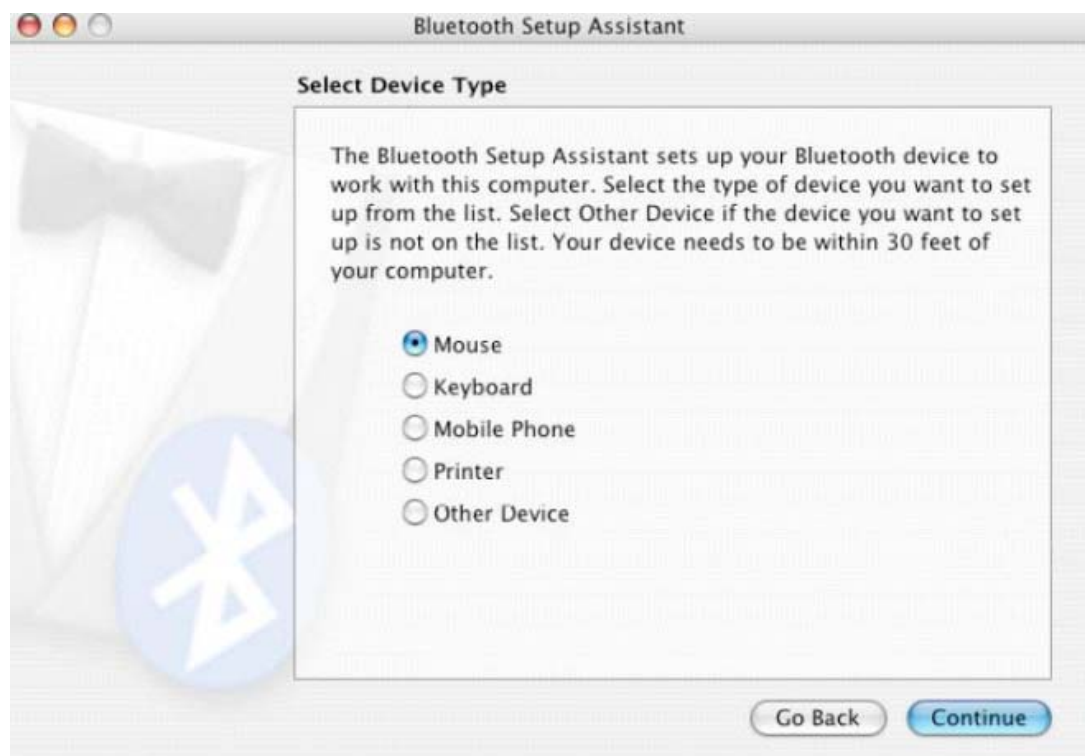 Bluetooth Setup Assistant
Select Device Type
The Bluetooth Setup Assistant sets up your Bluetooth device to
work with this computer. Select the type of device you want to set
up from the list. Select Other Device if the device you want to set
up is not on the list. Your device needs to be within 30 feet of
your computer.
Mouse
Keyboard
Mobile Phone
Printer
Other Device
Go Back
Continue